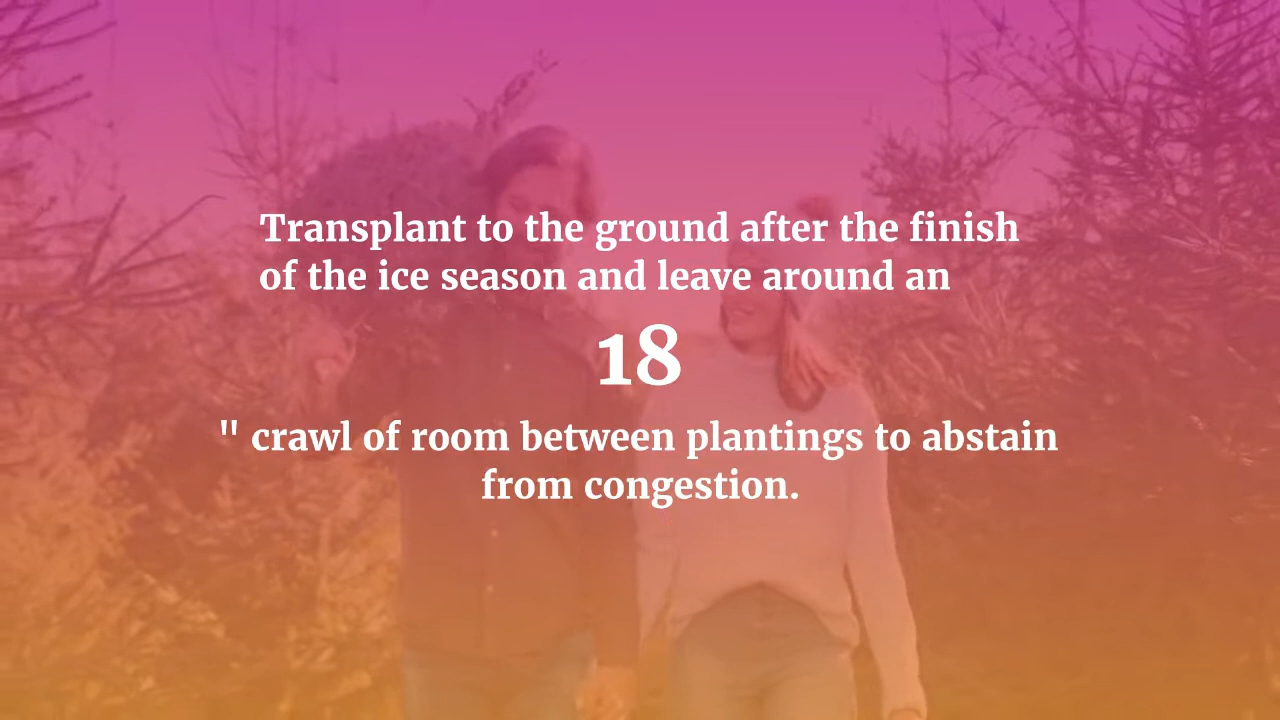 Transplant to the ground after the finish
of the ice season and leave around an
18
" crawl of room between plantings to abstain
from congestion.